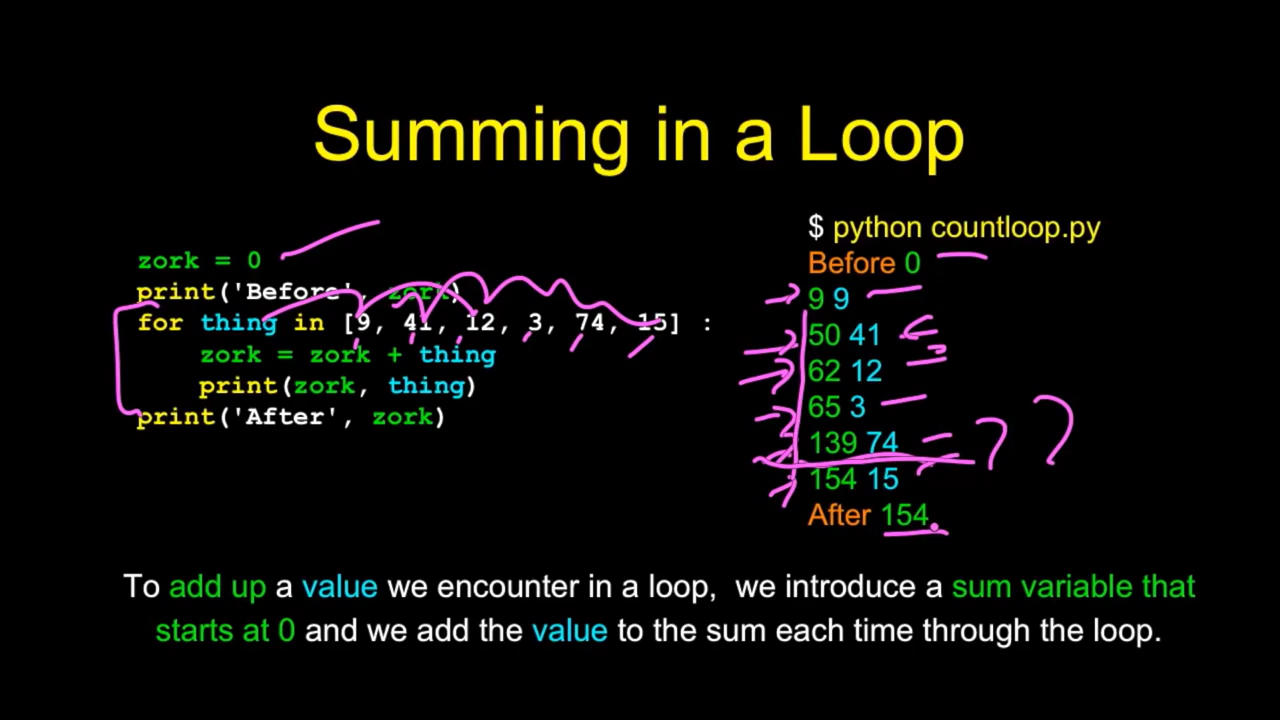 Summing in a Loop
zork = 0
print('Before', zork)
for thing in [9, 41, 12, 3, 74, 15] :
    zork = zork + thing
    print(zork, thing)
print('After', zork)
$ python countloop.py
Before 0
9 9
50 41
62 12
65 3
139 74
154 15
After 154
To add up a value we encounter in a loop,  we introduce a sum variable that
starts at 0 and we add the value to the sum each time through the loop.